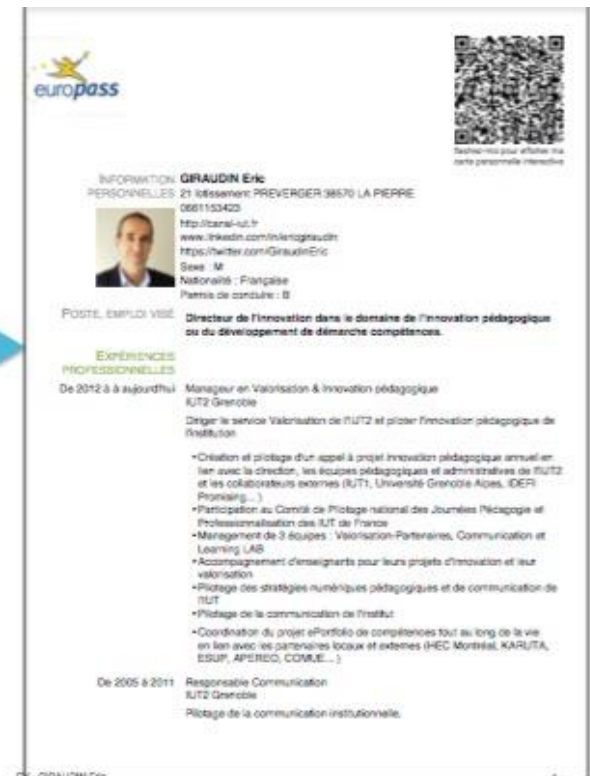 europass
flashez-moi pour afficher ma
carte personnelle interactive
INFORMATION
PERSONNELLES
GIRAUDIN Eric
21 lotissement PREVERGER 38570 LA PIERRE
0661153423
http://canal-iut.fr
www.linkedin.com/in/ericgiraudin
https://twitter.com/GiraudinEric
Sexe : M
Nationalité : Française
Permis de conduire : B
POSTE, EMPLOI VISÉ
Directeur de l'innovation dans le domaine de l'innovation pédagogique
ou du développement de démarche compétences.
EXPÉRIENCES
PROFESSIONNELLES
De 2012 à à aujourd'hui
Manageur en Valorisation & Innovation pédagogique
IUT2 Grenoble
Diriger le service Valorisation de l'IUT2 et piloter l'innovation pédagogique de
l'institution
•Création et pilotage d'un appel à projet innovation pédagogique annuel en
lien avec la direction, les équipes pédagogiques et administratives de l'IUT2
et les collaborateurs externes (IUT1, Université Grenoble Alpes, IDEFI
Promising... )
•Participation au Comité de Pilotage national des Journées Pédagogie et
Professionnalisation des IUT de France
•Management de 3 équipes : Valorisation-Partenaires, Communication et
Learning LAB
•Accompagnement d'enseignants pour leurs projets d'innovation et leur
valorisation
•Pilotage des stratégies numériques pédagogiques et de communication de
l'IUT
•Pilotage de la communication de l'institut
•Coordination du projet ePortfolio de compétences tout au long de la vie
en lien avec les partenaires locaux et externes (HEC Montréal, KARUTA,
ESUP, APEREO, COMUE... )
De 2005 à 2011
Responsable Communication
IUT2 Grenoble
Pilotage de la communication institutionnelle.